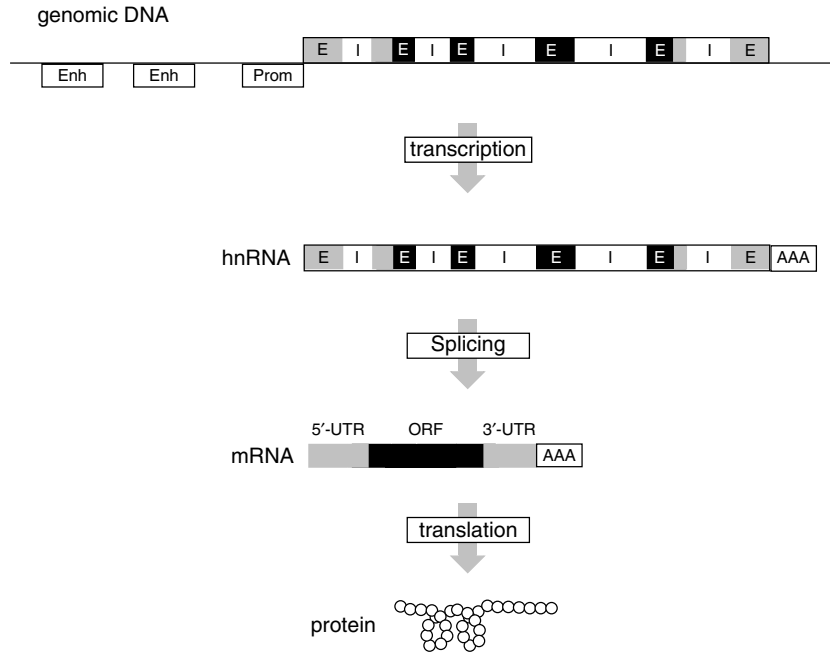 genomic DNA
E I E I E I E I E I E
Enh Enh Prom
transcription
hnRNA E I E I E I E I E I E AAA
Splicing
5′-UTR ORF 3′-UTR
mRNA AAA
translation
protein